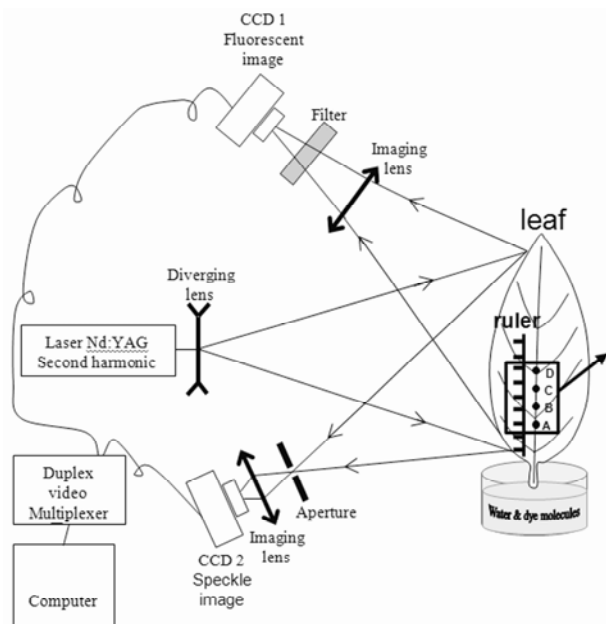 CCD 1
Fluorescent
image
Filter
Imaging
lens
leaf
Diverging
lens
ruler
Laser Nd:YAG
Second harmonic
D
C
B
A
Duplex
video
Multiplexer
Aperture
Imaging
lens
CCD 2
Speckle
image
Water & dye molecules
Computer